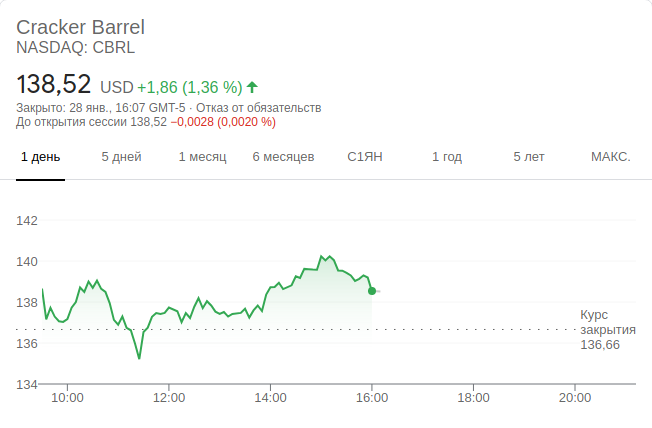 Cracker Barrel
NASDAQ: CBRL
138,52 USD +1,86 (1,36 %)
Закрыто: 28 янв., 16:07 GMT-5 · Отказ от обязательств
До открытия сессии 138,52 −0,0028 (0,0020 %)
1 день 5 дней 1 месяц 6 месяцев С1ЯН 1 год 5 лет МАКС.
142
140
138
Курс
закрытия
136,66
136
134
10:00 12:00 14:00 16:00 18:00 20:00